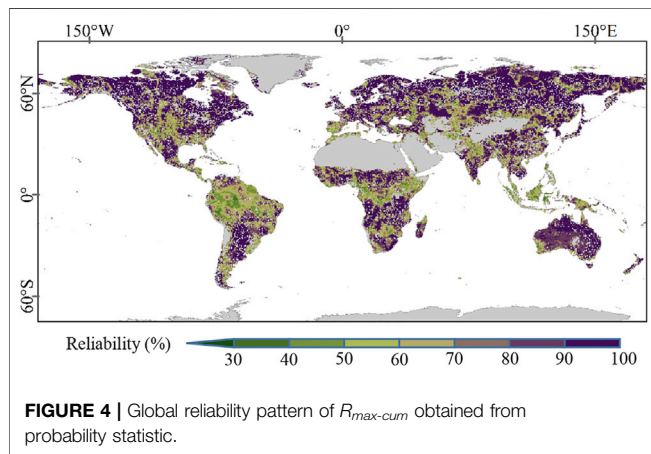 150°W 0° 150°E
60°N
0°
60°S
Reliability (%)
30 40 50 60 70 80 90 100
FIGURE 4 | Global reliability pattern of Rmax-cum obtained from
probability statistic.